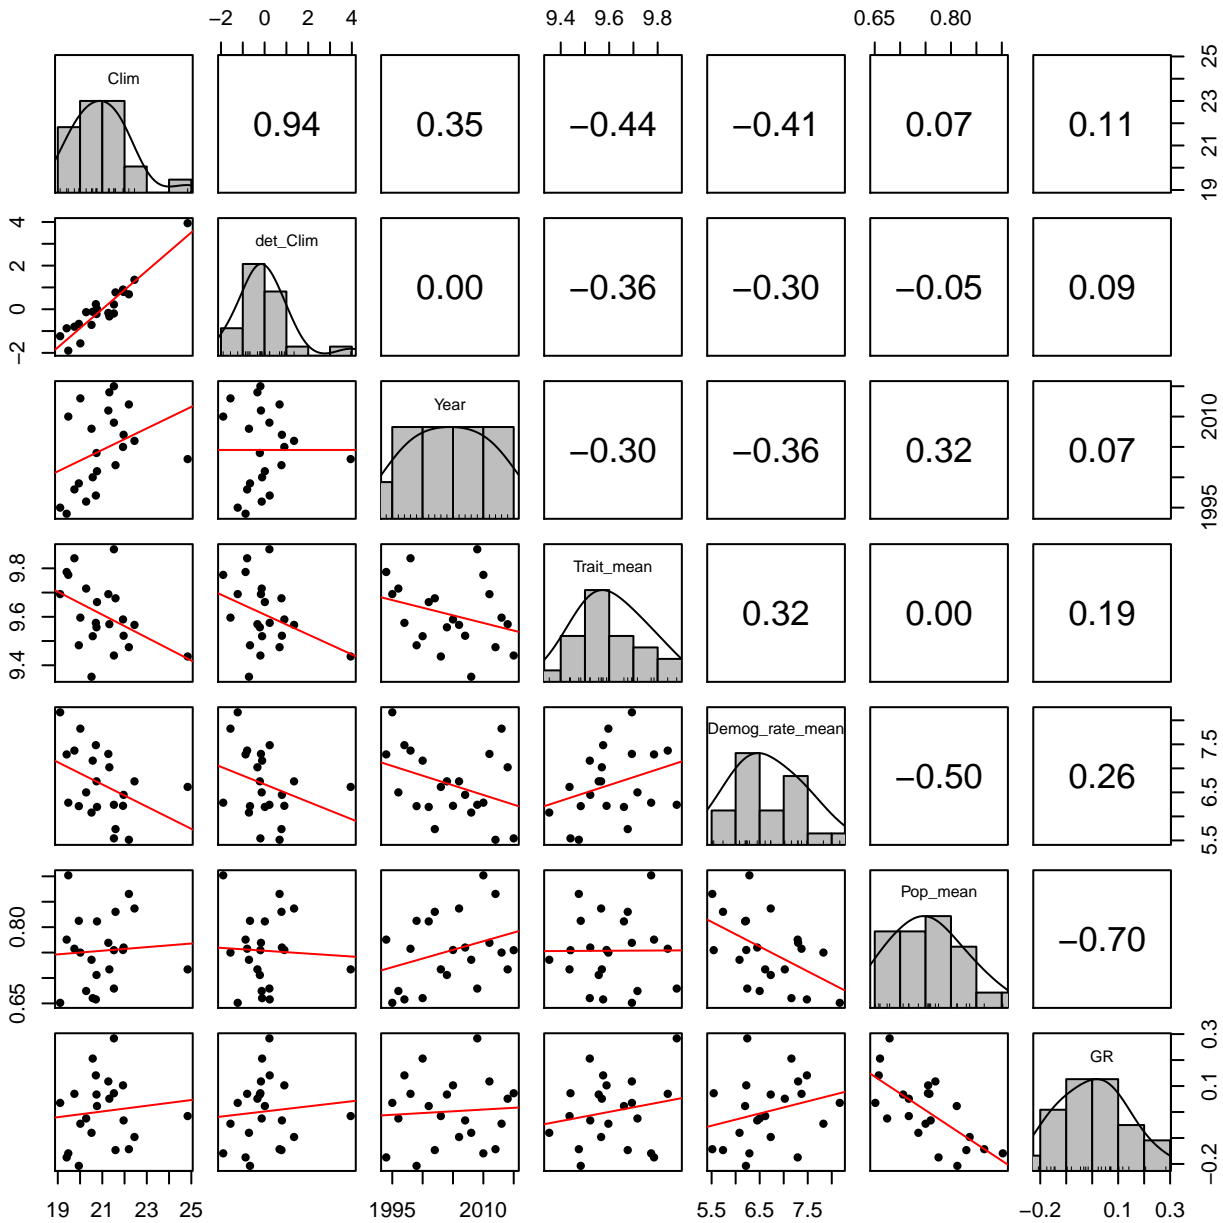 −2 0 2 4 9.4 9.6 9.8 0.65 0.80
Clim 0.94 0.35 −0.44 −0.41 0.07 0.11
19 21 23 25
−2 0 2 4
det_Clim 0.00 −0.36 −0.30 −0.05 0.09
Year −0.30 −0.36 0.32 0.07
1995 2010
9.4 9.6 9.8
Trait_mean 0.32 0.00 0.19
Demog_rate_mean −0.50 0.26
5.5 6.5 7.5
0.65 0.80
Pop_mean −0.70
GR
−0.2 0.1 0.3
19 21 23 25 1995 2010 5.5 6.5 7.5 −0.2 0.1 0.3